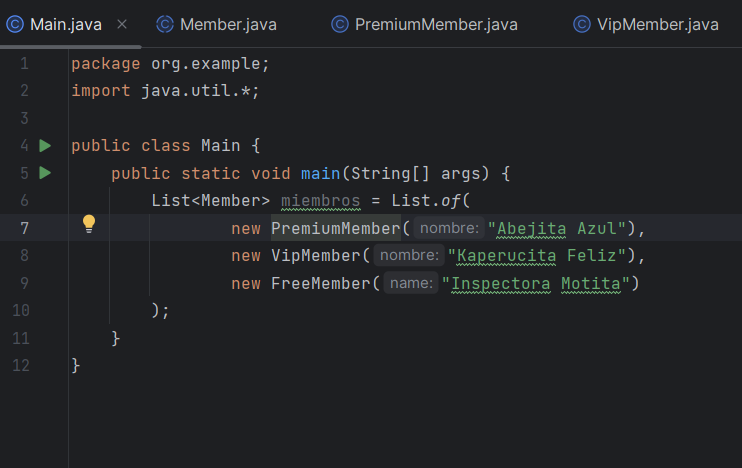 Main.java
Member.java
PremiumMember.java
VipMember.java
1 package org.example;
2 import java.util.*;
3
4 public class Main {
5 public static void main(String[] args) {
6 List<Member> miembros = List.of(
7 new PremiumMember( nombre: "Abejita Azul"),
8 new VipMember( nombre: "Kaperucita Feliz"),
9 new FreeMember( name: "Inspectora Motita")
10 );
11 }
12 }